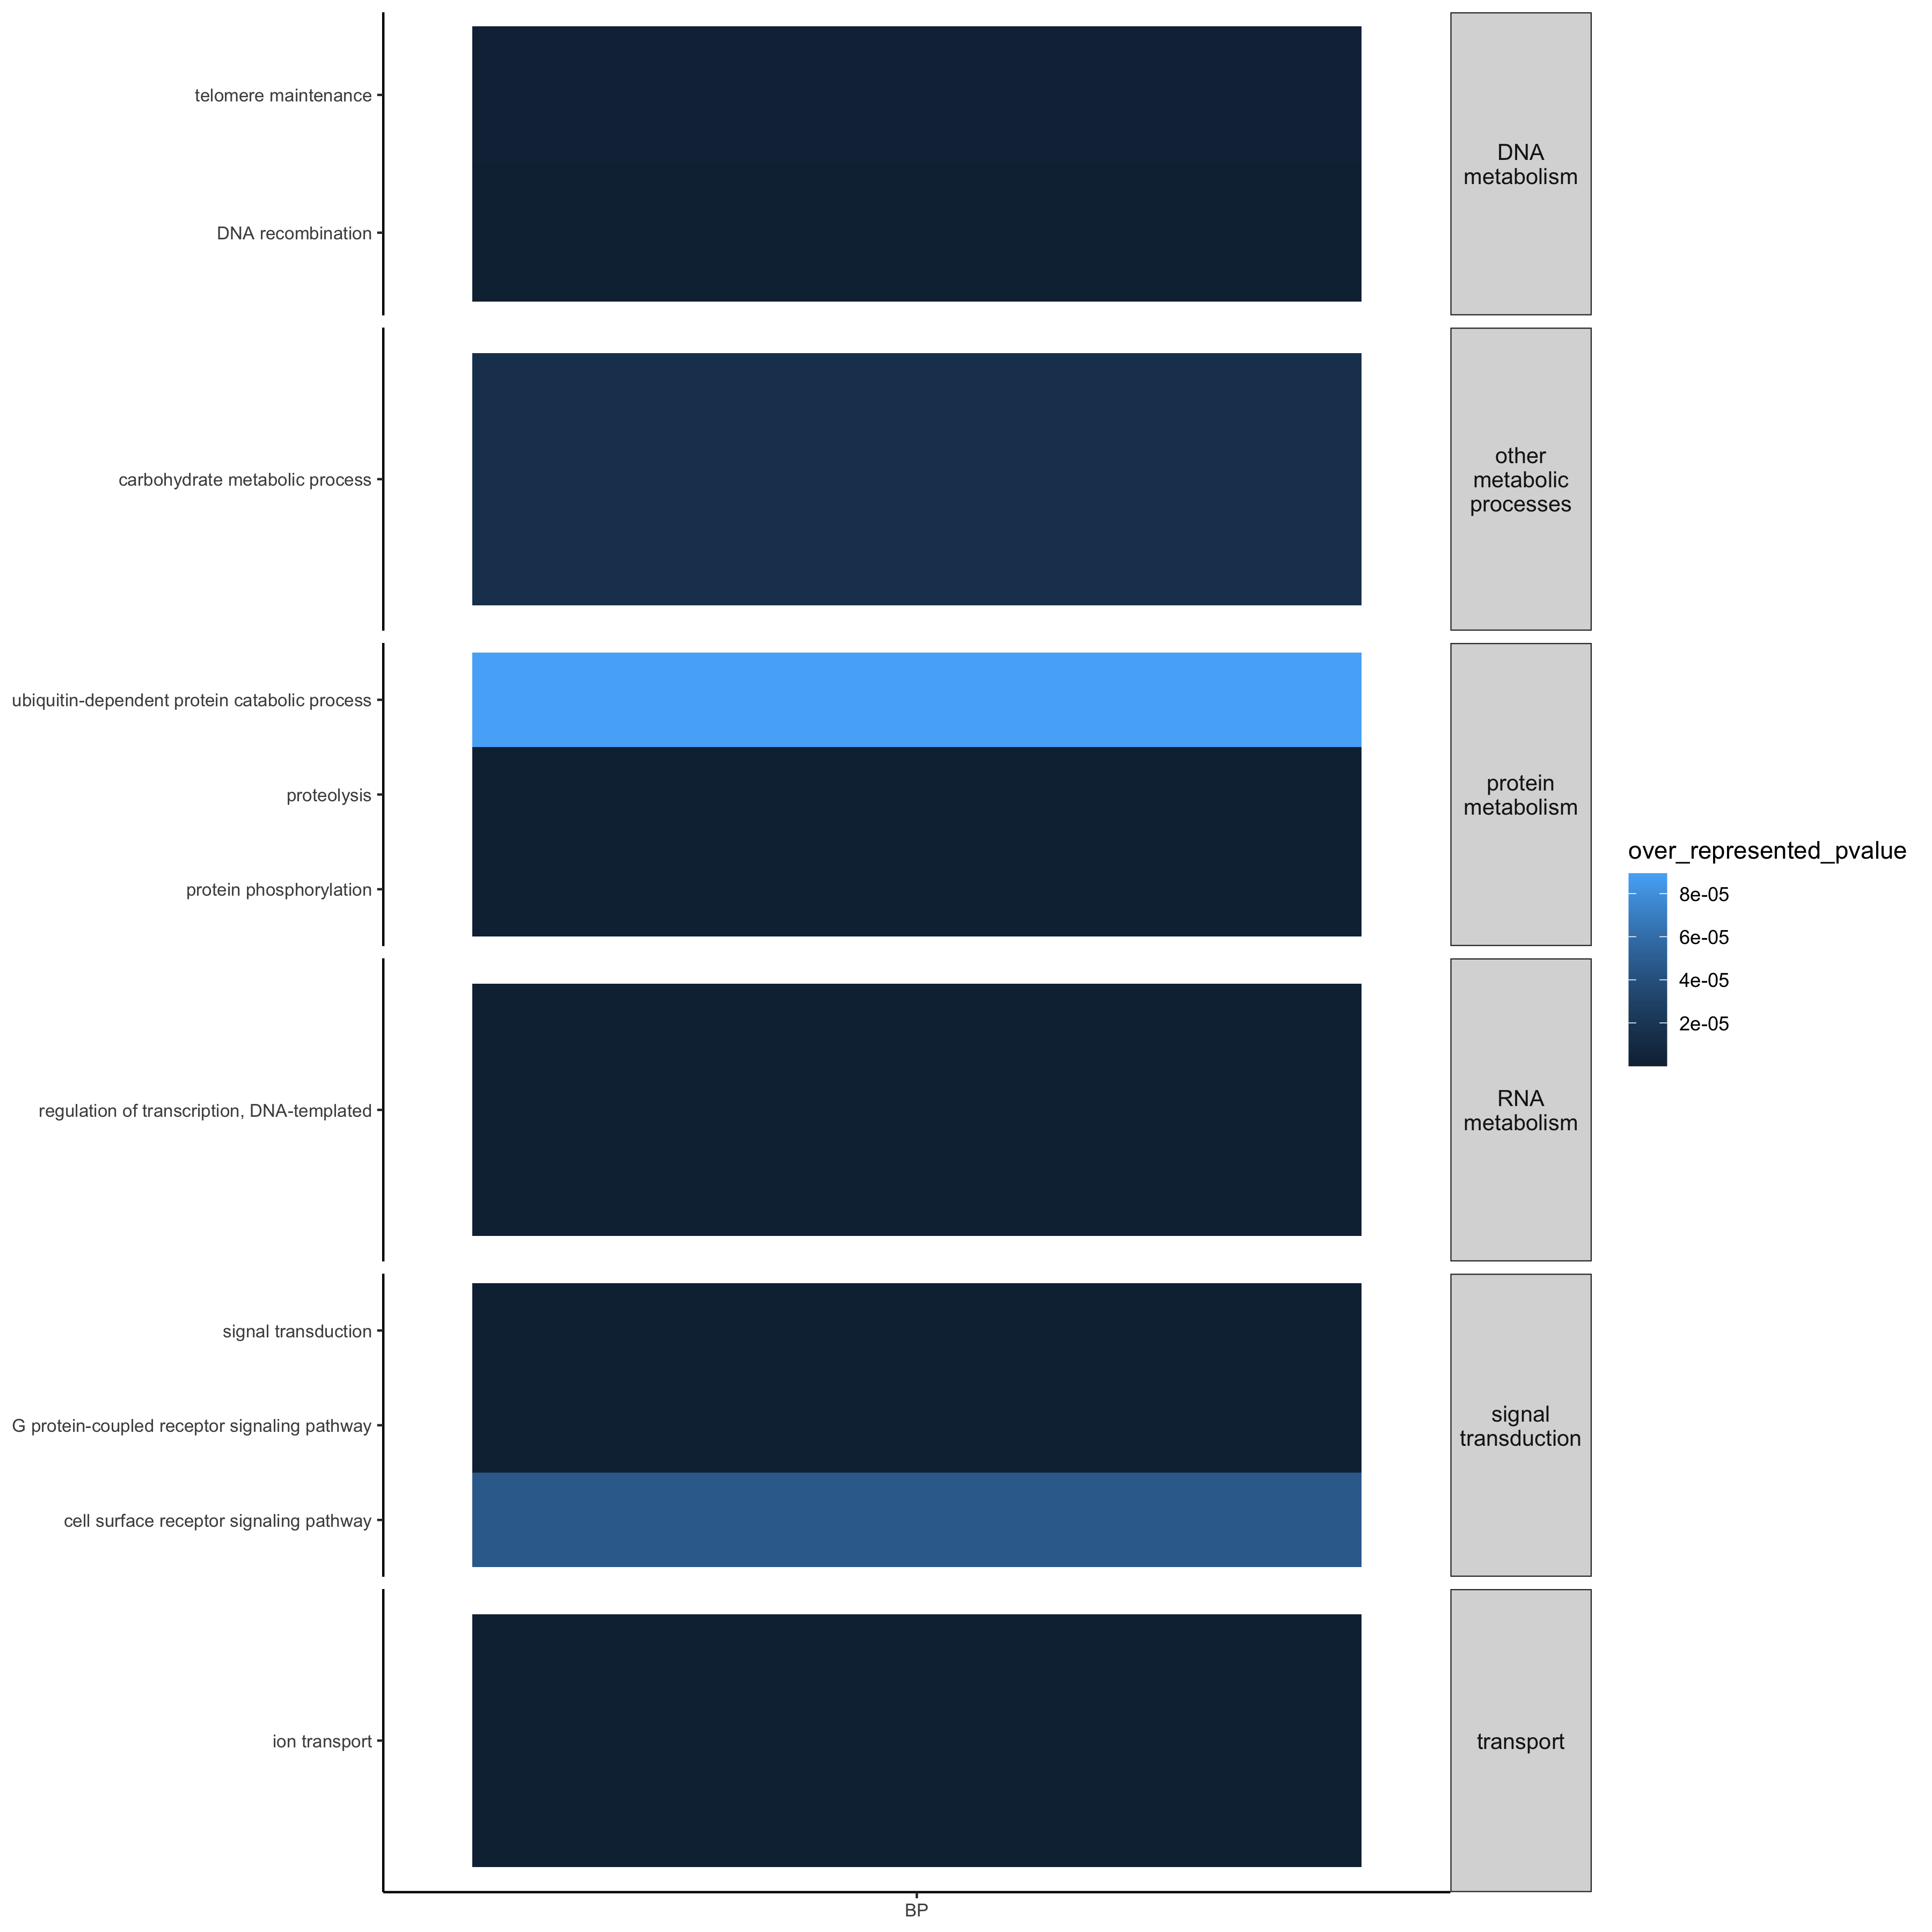 telomere maintenance
DNA recombination
DNA
metabolism
carbohydrate metabolic process
other
metabolic
processes
ubiquitin-dependent protein catabolic process
proteolysis
protein phosphorylation
protein
metabolism
regulation of transcription, DNA-templated
RNA
metabolism
signal transduction
G protein-coupled receptor signaling pathway
cell surface receptor signaling pathway
signal
transduction
ion transport
transport
BP
over_represented_pvalue
8e-05
6e-05
4e-05
2e-05